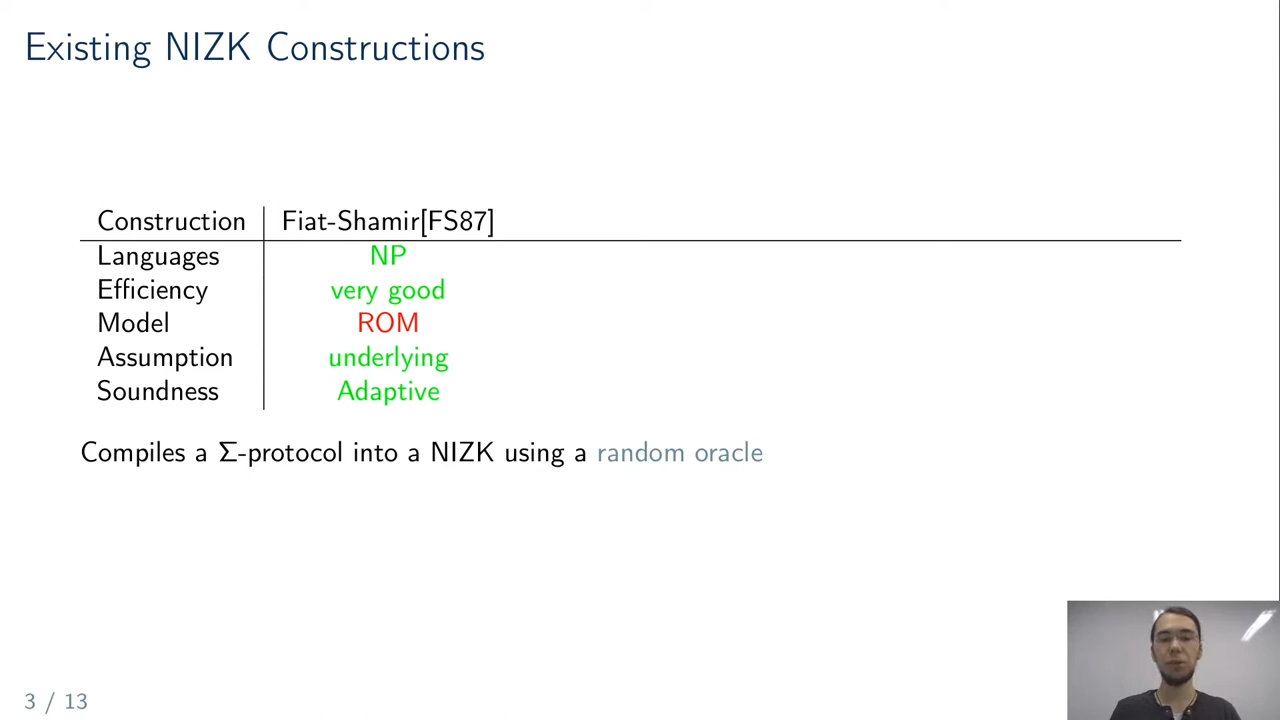 Existing NIZK Constructions
Construction Fiat-Shamir[FS87]
Languages NP
Efficiency very good
Model ROM
Assumption underlying
Soundness Adaptive
Compiles a Σ-protocol into a NIZK using a random oracle
3 / 13